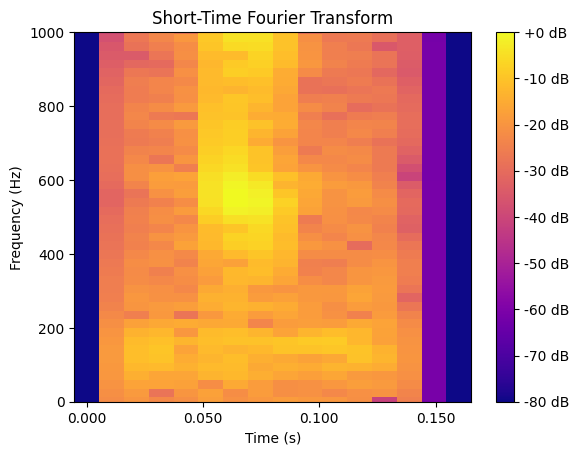 Short-Time Fourier Transform
1000
800
600
400
200
0
Frequency (Hz)
0.000
0.050
0.100
0.150
Time (s)
+0 dB
-10 dB
-20 dB
-30 dB
-40 dB
-50 dB
-60 dB
-70 dB
-80 dB